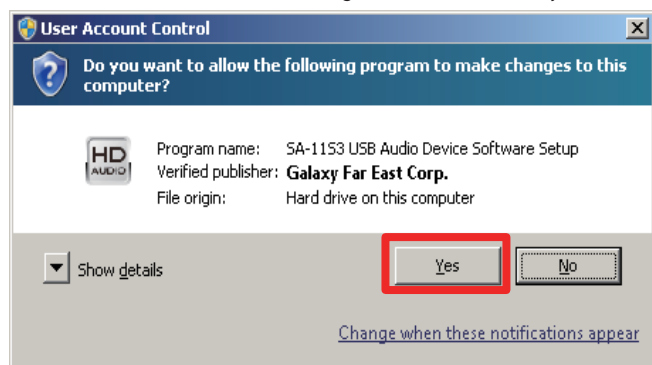 User Account Control
Do you want to allow the following program to make changes to this
computer?
HD
AUDIO
Program name: SA-11S3 USB Audio Device Software Setup
Verified publisher: Galaxy Far East Corp.
File origin: Hard drive on this computer
Show details
Yes
No
Change when these notifications appear